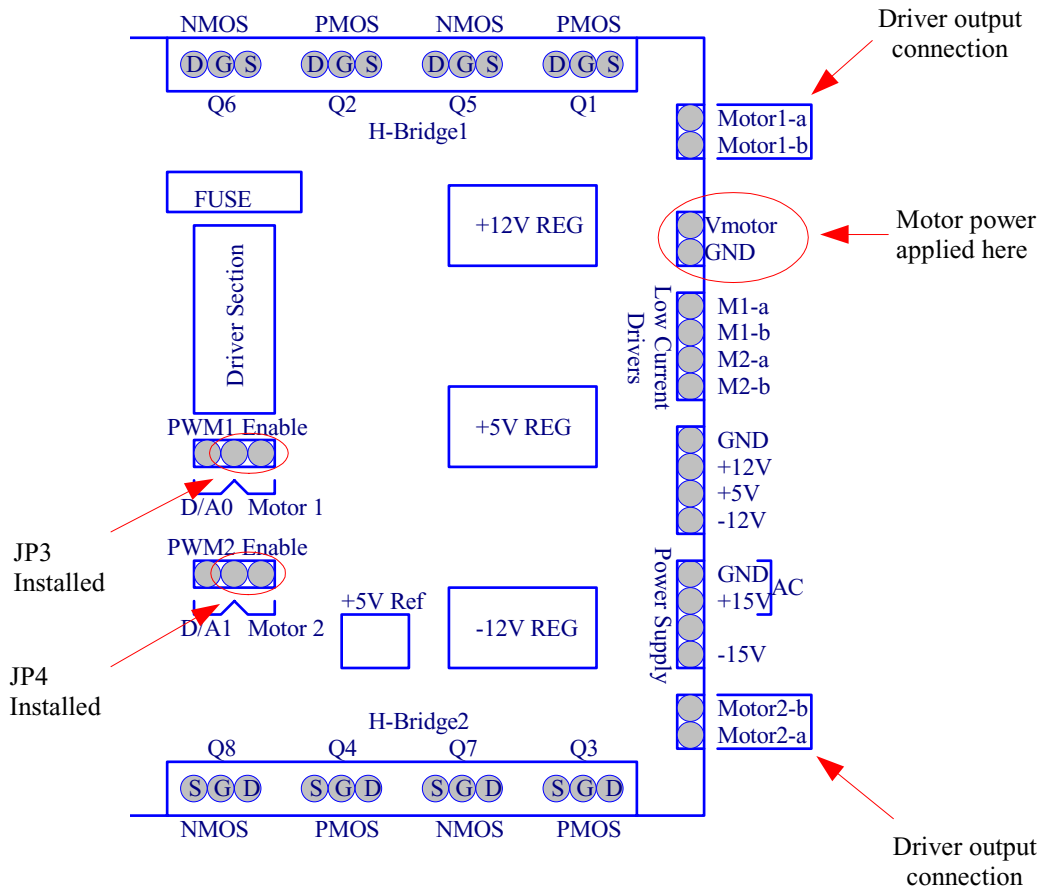 NMOS PMOS NMOS PMOS
D G S D G S D G S D G S
Q6 Q2 Q5 Q1
H-Bridge1
Driver output
connection
Motor1-a
Motor1-b
FUSE
+12V REG
Vmotor
GND
Motor power
applied here
Driver Section
Low Current
Drivers
M1-a
M1-b
M2-a
M2-b
PWM1 Enable
+5V REG
GND
+12V
+5V
-12V
D/A0 Motor 1
JP3
Installed
PWM2 Enable
Power Supply
GND
+15V
AC
-15V
+5V Ref
-12V REG
D/A1 Motor 2
JP4
Installed
Motor2-b
Motor2-a
H-Bridge2
Q8 Q4 Q7 Q3
S G D S G D S G D S G D
NMOS PMOS NMOS PMOS
Driver output
connection